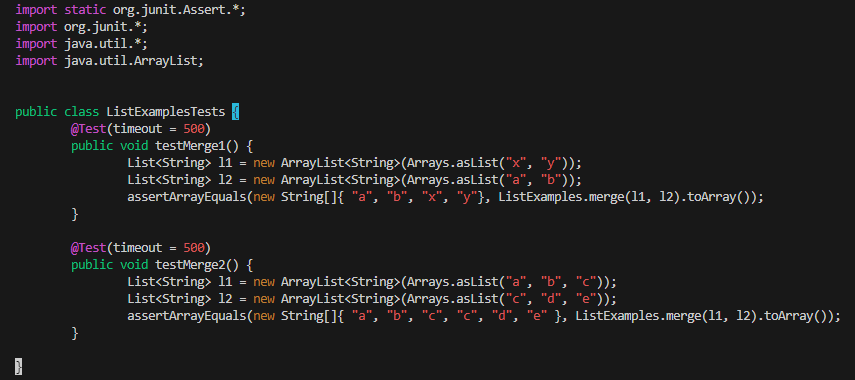 import static org.junit.Assert.*;
import org.junit.*;
import java.util.*;
import java.util.ArrayList;


public class ListExamplesTests {
        @Test(timeout = 500)
        public void testMerge1() {
                List<String> l1 = new ArrayList<String>(Arrays.asList("x", "y"));
                List<String> l2 = new ArrayList<String>(Arrays.asList("a", "b"));
                assertArrayEquals(new String[]{ "a", "b", "x", "y"}, ListExamples.merge(l1, l2).toArray());
        }

        @Test(timeout = 500)
        public void testMerge2() {
                List<String> l1 = new ArrayList<String>(Arrays.asList("a", "b", "c"));
                List<String> l2 = new ArrayList<String>(Arrays.asList("c", "d", "e"));
                assertArrayEquals(new String[]{ "a", "b", "c", "c", "d", "e" }, ListExamples.merge(l1, l2).toArray());
        }

}